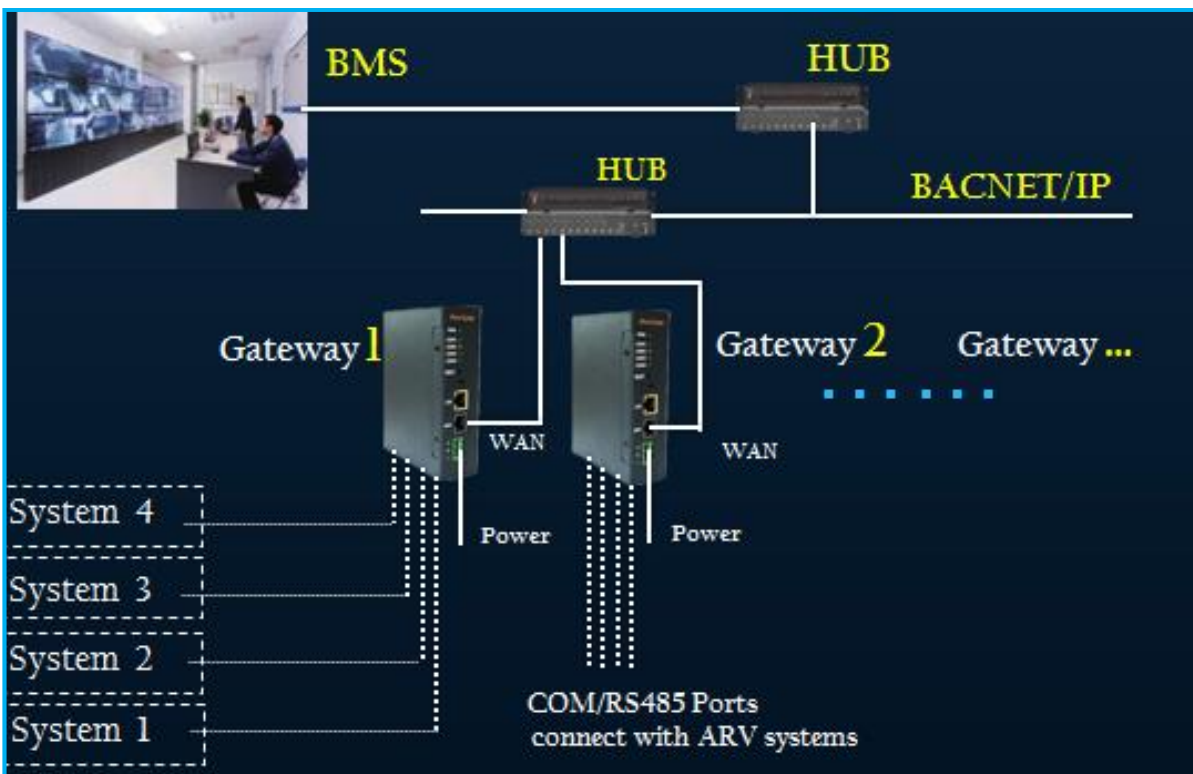 BMS
HUB
HUB
BACNET/IP
Gateway 1
Gateway 2
Gateway ...
WAN
WAN
System 4
Power
Power
System 3
System 2
System 1
COM/RS485 Ports
connect with ARV systems